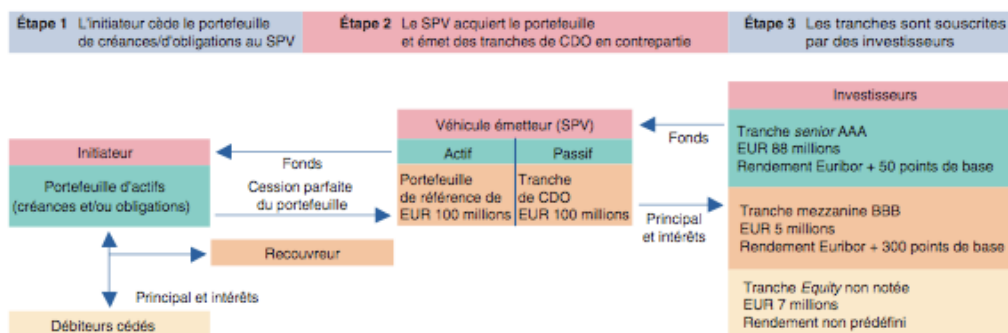 Étape 1 L'initiateur cède le portefeuille
de créances/d'obligations au SPV
Étape 2 Le SPV acquiert le portefeuille
et émet des tranches de CDO en contrepartie
Étape 3 Les tranches sont souscrites
par des investisseurs
Initiateur
Portefeuille d'actifs
(créances et/ou obligations)
Fonds
Cession parfaite
du portefeuille
Recouvreur
Principal et intérêts
Débiteurs cédés
Véhicule émetteur (SPV)
Actif
Passif
Portefeuille
de référence de
EUR 100 millions
Tranche
de CDO
EUR 100 millions
Fonds
Principal
et intérêts
Investisseurs
Tranche senior AAA
EUR 88 millions
Rendement Euribor + 50 points de base
Tranche mezzanine BBB
EUR 5 millions
Rendement Euribor + 300 points de base
Tranche Equity non notée
EUR 7 millions
Rendement non prédéfini